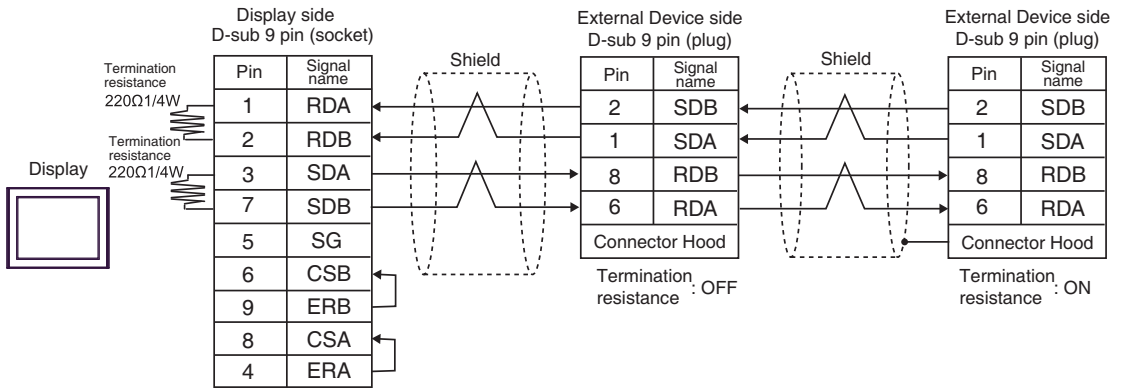 Display side
D-sub 9 pin (socket)
External Device side
D-sub 9 pin (plug)
External Device side
D-sub 9 pin (plug)
Termination
resistance
220Ω1/4W
Termination
resistance
220Ω1/4W
Display
Pin Signal name
1 RDA
2 RDB
3 SDA
7 SDB
5 SG
6 CSB
9 ERB
8 CSA
4 ERA
Shield
Pin Signal name
2 SDB
1 SDA
8 RDB
6 RDA
Connector Hood
Termination
resistance : OFF
Shield
Pin Signal name
2 SDB
1 SDA
8 RDB
6 RDA
Connector Hood
Termination
resistance : ON